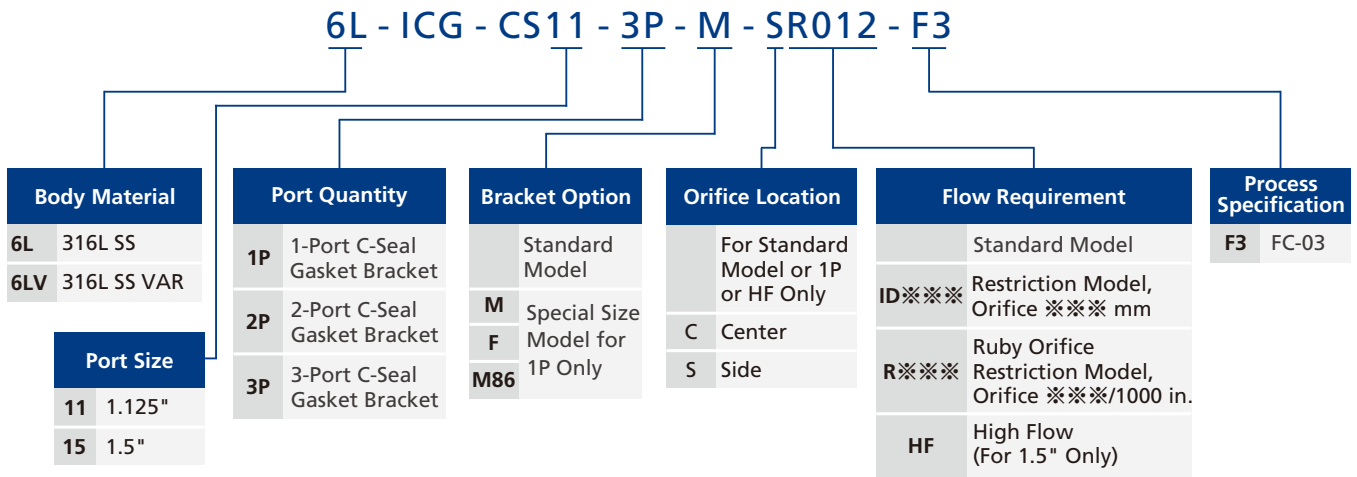 6L - ICG - CS11 - 3P - M - SR012 - F3
Body Material
6L 316L SS
6LV 316L SS VAR
Port Size
11 1.125"
15 1.5"
Port Quantity
1P 1-Port C-Seal
Gasket Bracket
2P 2-Port C-Seal
Gasket Bracket
3P 3-Port C-Seal
Gasket Bracket
Bracket Option
Standard
Model
M
F
M86
Special Size
Model for
1P Only
Orifice Location
For Standard
Model or 1P
or HF Only
C Center
S Side
Flow Requirement
Standard Model
ID※※※ Restriction Model,
Orifice ※※※ mm
R※※※ Ruby Orifice
Restriction Model,
Orifice ※※※/1000 in.
HF High Flow
(For 1.5" Only)
Process
Specification
F3 FC-03